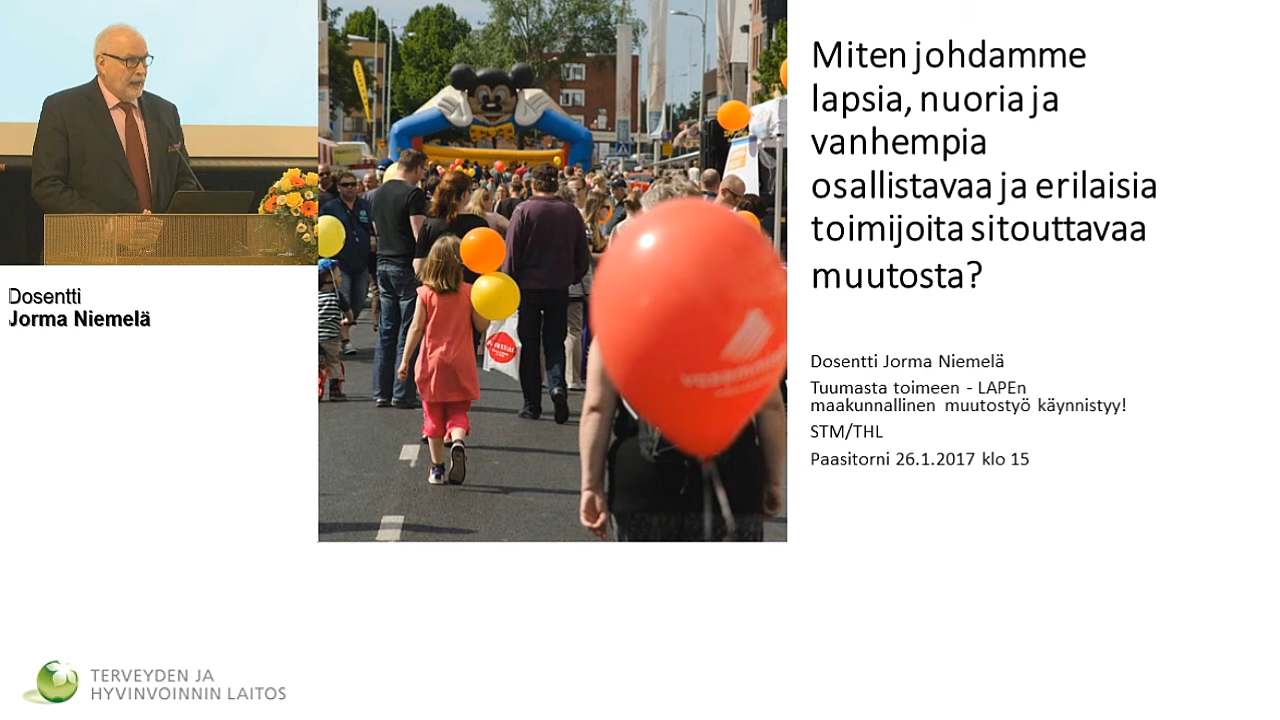 Dosentti
Jorma Niemelä
Miten johdamme
lapsia, nuoria ja
vanhempia
osallistavaa ja erilaisia
toimijoita sitouttavaa
muutosta?
Dosentti Jorma Niemelä
Tuumasta toimeen - LAPEn
maakunnallinen muutostyö käynnistyy!
STM/THL
Paasitorni 26.1.2017 klo 15
TERVEYDEN JA
HYVINVOINNIN LAITOS